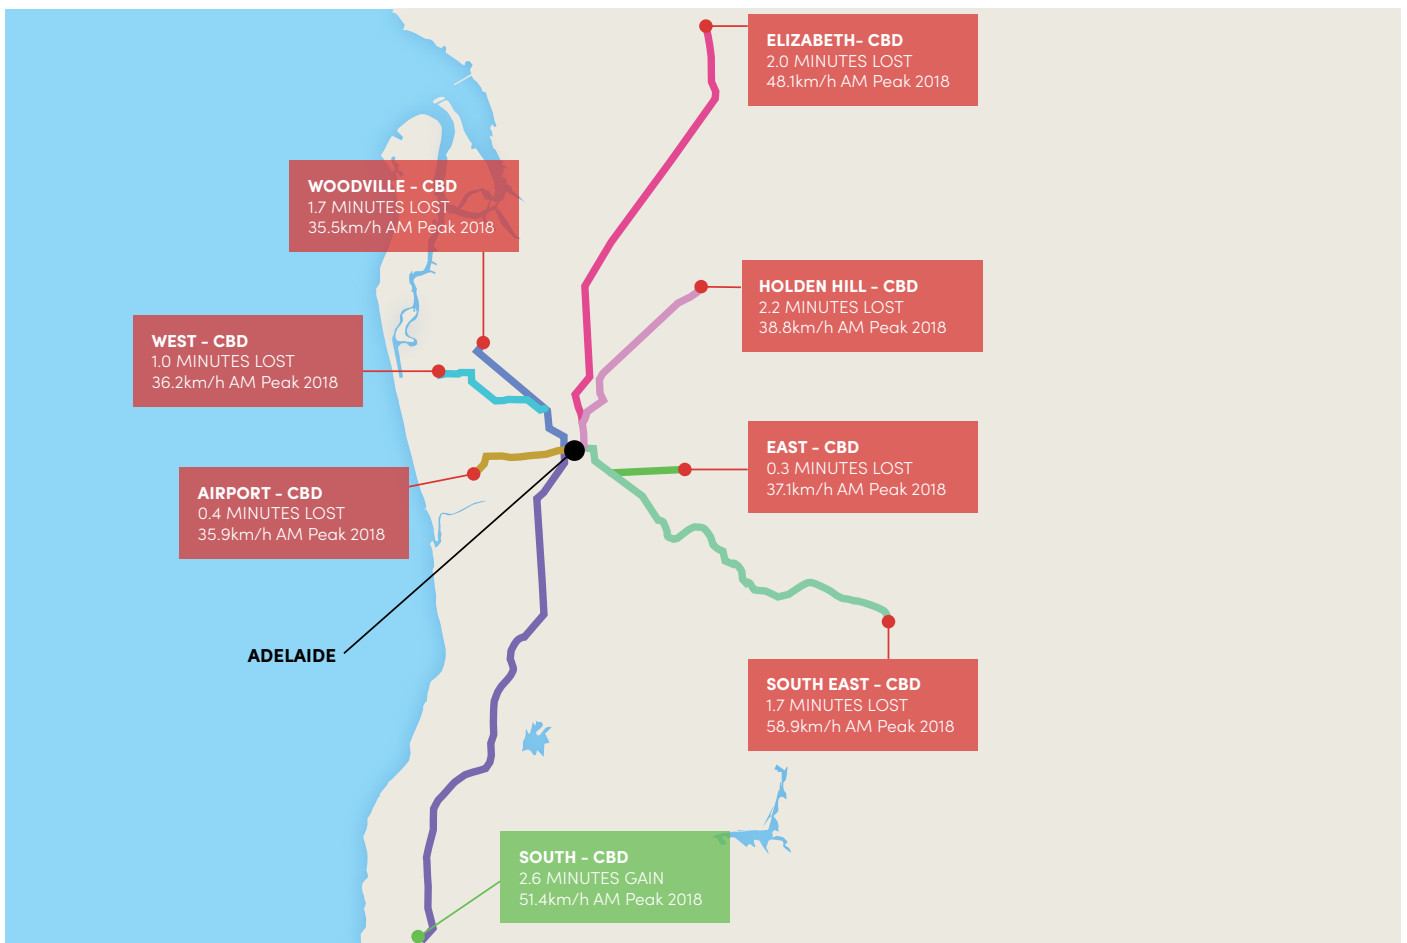 ELIZABETH- CBD
2.0 MINUTES LOST
48.1km/h AM Peak 2018
WOODVILLE - CBD
1.7 MINUTES LOST
35.5km/h AM Peak 2018
HOLDEN HILL - CBD
2.2 MINUTES LOST
38.8km/h AM Peak 2018
WEST - CBD
1.0 MINUTES LOST
36.2km/h AM Peak 2018
EAST - CBD
0.3 MINUTES LOST
37.1km/h AM Peak 2018
AIRPORT - CBD
0.4 MINUTES LOST
35.9km/h AM Peak 2018
ADELAIDE
SOUTH EAST - CBD
1.7 MINUTES LOST
58.9km/h AM Peak 2018
SOUTH - CBD
2.6 MINUTES GAIN
51.4km/h AM Peak 2018